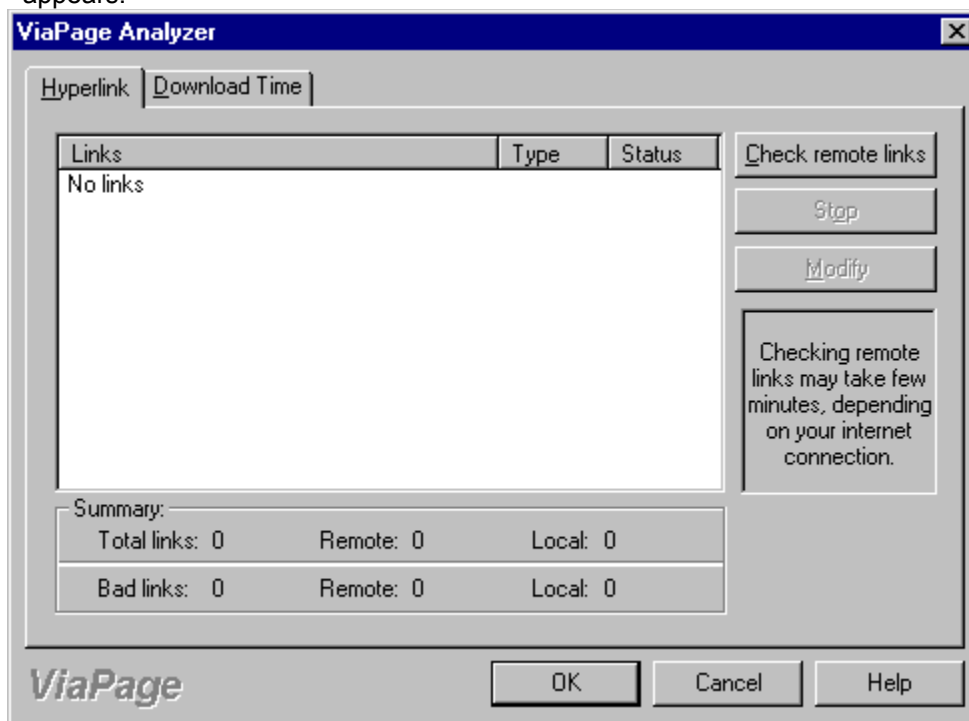 appears.
ViaPage Analyzer
Hyperlink Download Time
Links Type Status
No links
Check remote links
Stop
Modify
Checking remote
links may take few
minutes, depending
on your internet
connection.
Summary:
Total links: 0 Remote: 0 Local: 0
Bad links: 0 Remote: 0 Local: 0
ViaPage
OK Cancel Help